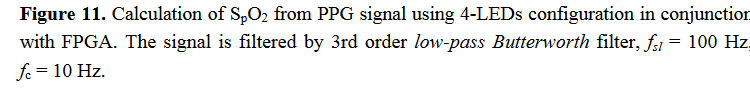 Figure 11. Calculation of SpO2 from PPG signal using 4-LEDs configuration in conjunction
with FPGA. The signal is filtered by 3rd order low-pass Butterworth filter, fs1 = 100 Hz,
fc = 10 Hz.